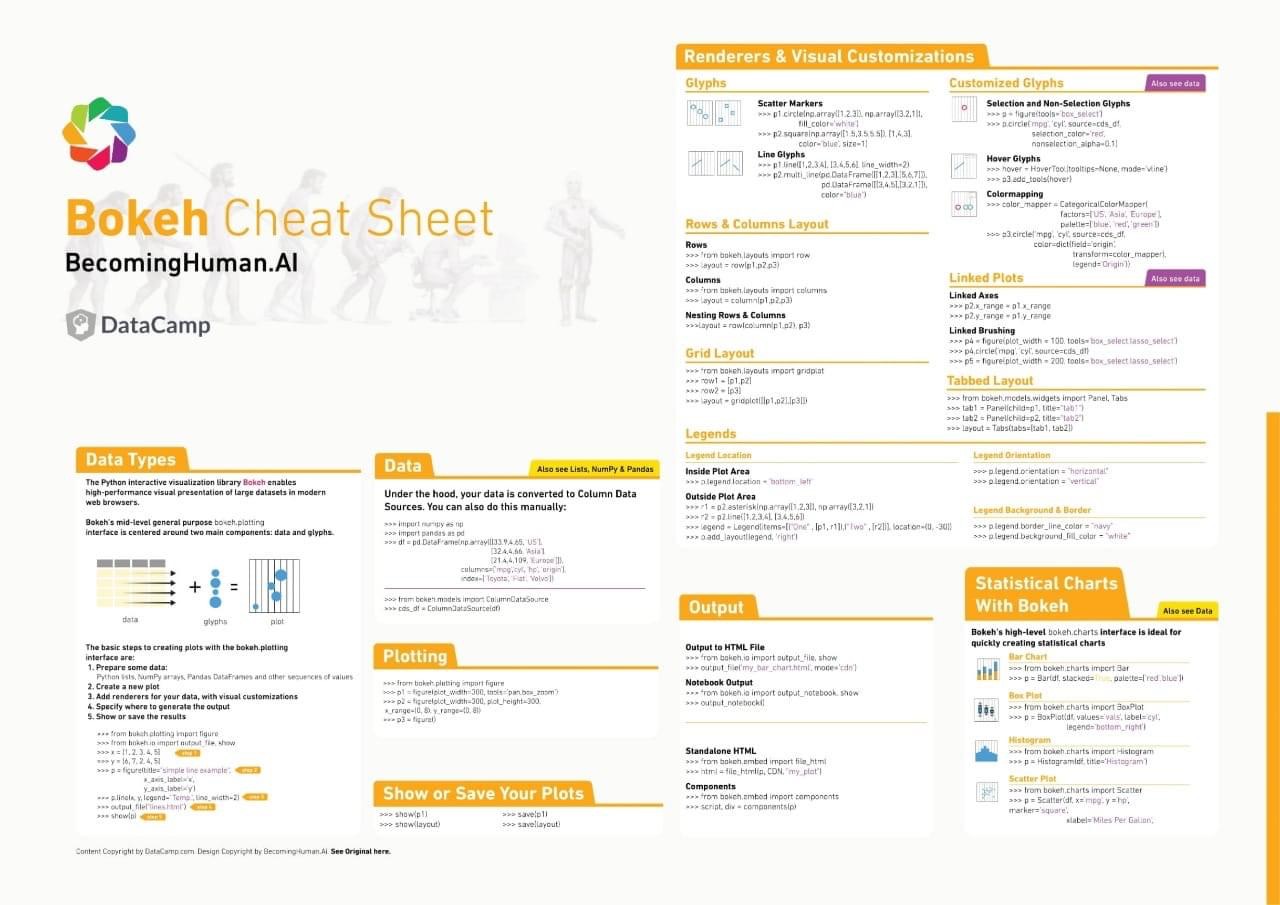 Bokeh Cheat Sheet
BecomingHuman.AI
DataCamp
Data Types
The Python interactive visualization library Bokeh enables
high-performance visual presentation of large datasets in modern
web browsers.
Bokeh's mid-level general purpose bokeh.plotting
interface is centered around two main components: data and glyphs.
+
=
data
glyphs
plot
The basic steps to creating plots with the bokeh.plotting
interface are:
1. Prepare some data:
Python lists, NumPy arrays, Pandas DataFrames and other sequences of values
2. Create a new plot
3. Add renderers for your data, with visual customizations
4. Specify where to generate the output
5. Show or save the results
>>> from bokeh.plotting import figure
>>> from bokeh.io import output_file, show
>>> x = [1, 2, 3, 4, 5] step 1
>>> y = [6, 7, 2, 4, 5]
>>> p = figure(title="simple line example", step 2
x_axis_label='x',
y_axis_label='y')
>>> p.line(x, y, legend="Temp.", line_width=2) step 3
>>> output_file("lines.html") step 4
>>> show(p) step 5
Data
Also see Lists, NumPy & Pandas
Under the hood, your data is converted to Column Data
Sources. You can also do this manually:
>>> import numpy as np
>>> import pandas as pd
>>> df = pd.DataFrame(np.array([[33.9,4,65, 'US'],
[32.4,4,66, 'Asia'],
[21.4,4,109, 'Europe']]),
columns=['mpg','cyl', 'hp', 'origin'],
index=['Toyota', 'Fiat', 'Volvo'])
>>> from bokeh.models import ColumnDataSource
>>> cds_df = ColumnDataSource(df)
Plotting
>>> from bokeh.plotting import figure
>>> p1 = figure(plot_width=300, tools='pan,box_zoom')
>>> p2 = figure(plot_width=300, plot_height=300,
x_range=(0, 8), y_range=(0, 8))
>>> p3 = figure()
Show or Save Your Plots
>>> show(p1)
>>> show(layout)
>>> save(p1)
>>> save(layout)
Renderers & Visual Customizations
Glyphs
Scatter Markers
>>> p1.circle(np.array([1,2,3]), np.array([3,2,1]),
fill_color='white')
>>> p2.square(np.array([1.5,3.5,5.5]), [1,4,3],
color='blue', size=1)
Line Glyphs
>>> p1.line([1,2,3,4], [3,4,5,6], line_width=2)
>>> p2.multi_line(pd.DataFrame([[1,2,3],[5,6,7]]),
pd.DataFrame([[3,4,5],[3,2,1]]),
color="blue")
Rows & Columns Layout
Rows
>>> from bokeh.layouts import row
>>> layout = row(p1,p2,p3)
Columns
>>> from bokeh.layouts import columns
>>> layout = column(p1,p2,p3)
Nesting Rows & Columns
>>>layout = row(column(p1,p2), p3)
Grid Layout
>>> from bokeh.layouts import gridplot
>>> row1 = [p1,p2]
>>> row2 = [p3]
>>> layout = gridplot([[p1,p2],[p3]])
Customized Glyphs
Also see data
Selection and Non-Selection Glyphs
>>> p = figure(tools='box_select')
>>> p.circle('mpg', 'cyl', source=cds_df,
selection_color='red',
nonselection_alpha=0.1)
Hover Glyphs
>>> hover = HoverTool(tooltips=None, mode='vline')
>>> p3.add_tools(hover)
Colormapping
>>> color_mapper = CategoricalColorMapper(
factors=['US', 'Asia', 'Europe'],
palette=['blue', 'red', 'green'])
>>> p3.circle('mpg', 'cyl', source=cds_df,
color=dict(field='origin',
transform=color_mapper),
legend='Origin'))
Linked Plots
Also see data
Linked Axes
>>> p2.x_range = p1.x_range
>>> p2.y_range = p1.y_range
Linked Brushing
>>> p4 = figure(plot_width = 100, tools='box_select,lasso_select')
>>> p4.circle('mpg', 'cyl', source=cds_df)
>>> p5 = figure(plot_width = 200, tools='box_select,lasso_select')
Tabbed Layout
>>> from bokeh.models.widgets import Panel, Tabs
>>> tab1 = Panel(child=p1, title="tab1")
>>> tab2 = Panel(child=p2, title="tab2")
>>> layout = Tabs(tabs=[tab1, tab2])
Legends
Legend Location
Inside Plot Area
>>> p.legend.location = 'bottom_left'
Outside Plot Area
>>> r1 = p2.asterisk(np.array([1,2,3]), np.array([3,2,1])
>>> r2 = p2.line([1,2,3,4], [3,4,5,6])
>>> legend = Legend(items=[("One" , [p1, r1]),("Two" , [r2])], location=(0, -30))
>>> p.add_layout(legend, 'right')
Legend Orientation
>>> p.legend.orientation = "horizontal"
>>> p.legend.orientation = "vertical"
Legend Background & Border
>>> p.legend.border_line_color = "navy"
>>> p.legend.background_fill_color = "white"
Output
Output to HTML File
>>> from bokeh.io import output_file, show
>>> output_file('my_bar_chart.html', mode='cdn')
Notebook Output
>>> from bokeh.io import output_notebook, show
>>> output_notebook()
Standalone HTML
>>> from bokeh.embed import file_html
>>> html = file_html(p, CDN, "my_plot")
Components
>>> from bokeh.embed import components
>>> script, div = components(p)
Statistical Charts
With Bokeh
Also see Data
Bokeh's high-level bokeh.charts interface is ideal for
quickly creating statistical charts
Bar Chart
>>> from bokeh.charts import Bar
>>> p = Bar(df, stacked=True, palette=['red','blue'])
Box Plot
>>> from bokeh.charts import BoxPlot
>>> p = BoxPlot(df, values='vals', label='cyl',
legend='bottom_right')
Histogram
>>> from bokeh.charts import Histogram
>>> p = Histogram(df, title='Histogram')
Scatter Plot
>>> from bokeh.charts import Scatter
>>> p = Scatter(df, x='mpg', y ='hp',
marker='square',
xlabel='Miles Per Gallon',
Content Copyright by DataCamp.com. Design Copyright by BecomingHuman.Ai. See Original here.